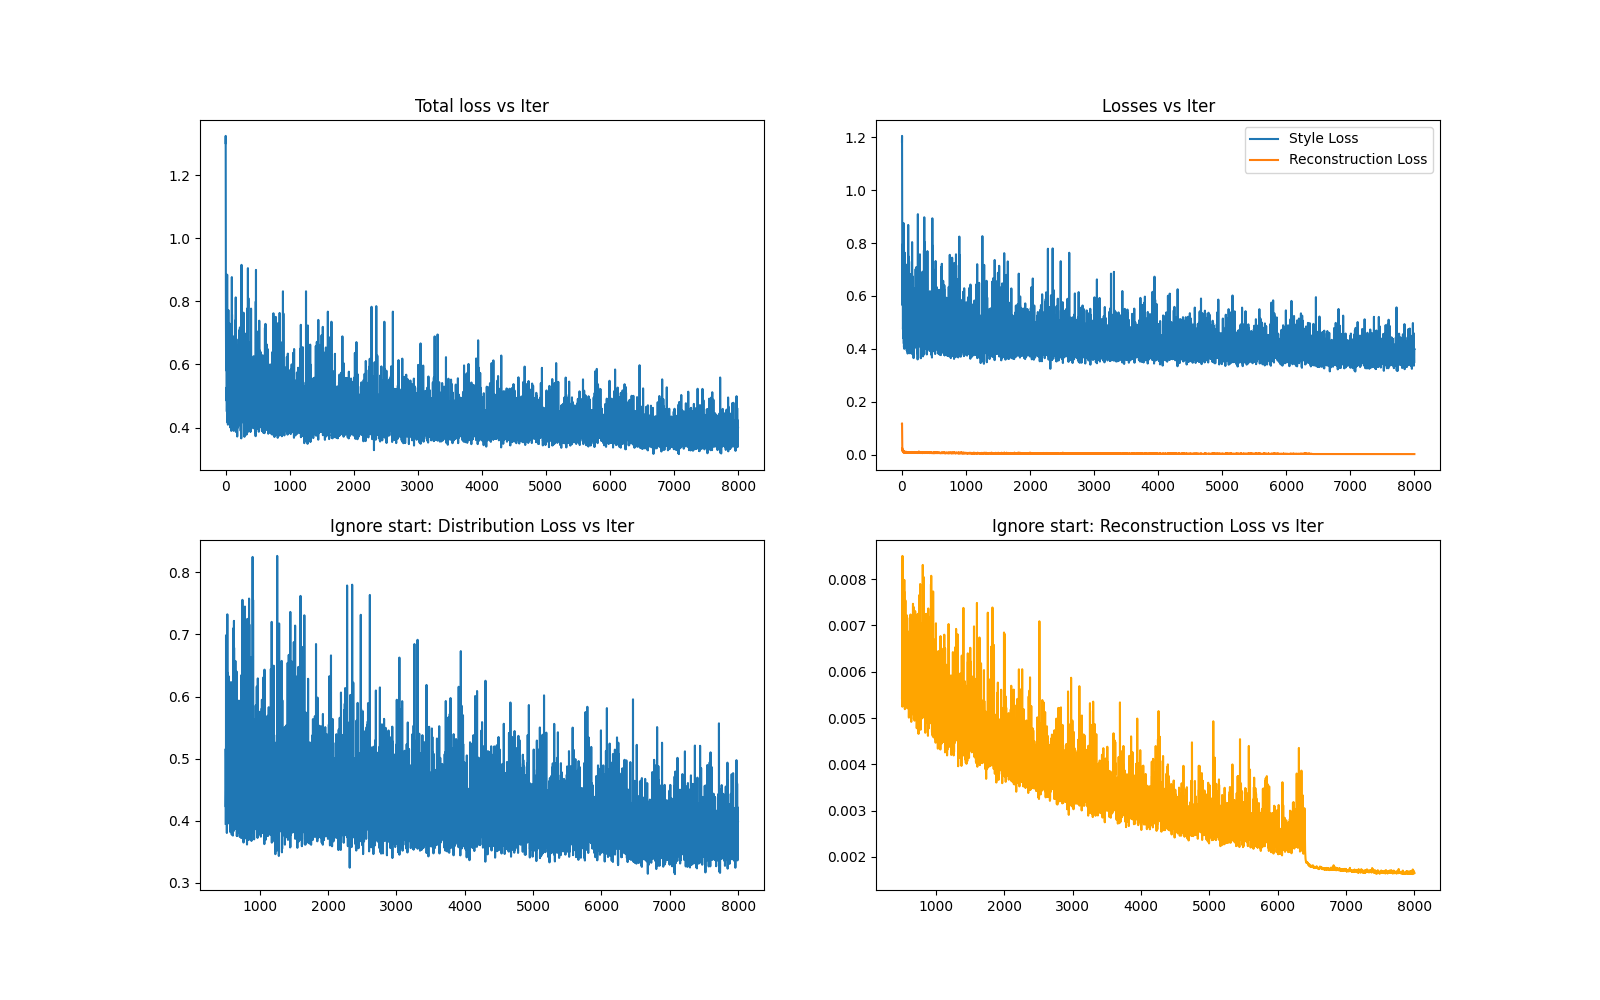 Total loss vs Iter
1.2
1.0
0.8
0.6
0.4
0 1000 2000 3000 4000 5000 6000 7000 8000
Losses vs Iter
Style Loss
Reconstruction Loss
1.2
1.0
0.8
0.6
0.4
0.2
0.0
0 1000 2000 3000 4000 5000 6000 7000 8000
Ignore start: Distribution Loss vs Iter
0.8
0.7
0.6
0.5
0.4
0.3
1000 2000 3000 4000 5000 6000 7000 8000
Ignore start: Reconstruction Loss vs Iter
0.008
0.007
0.006
0.005
0.004
0.003
0.002
1000 2000 3000 4000 5000 6000 7000 8000